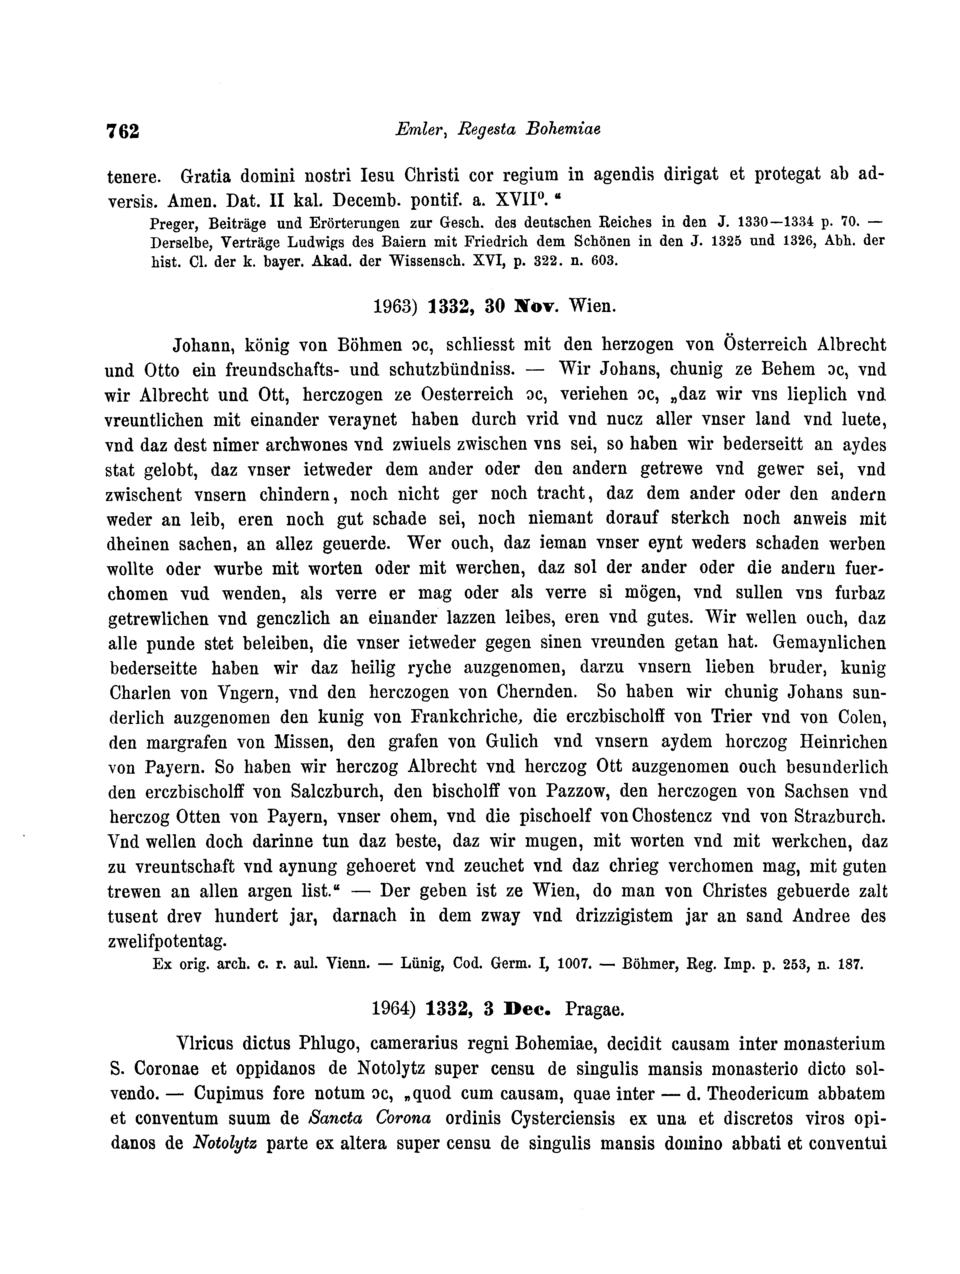 762 Emler, Regesta Bohemiae
tenere. Gratia domini nostri Iesu Christi cor regium in agendis dirigat et protegat ab ad-
versis. Amen. Dat. II kal. Decemb. pontif. a. XVII⁰. “
Preger, Beiträge und Erörterungen zur Gesch. des deutschen Reiches in den J. 1330—1334 p. 70. —
Derselbe, Verträge Ludwigs des Baiern mit Friedrich dem Schönen in den J. 1325 und 1326, Abh. der
hist. Cl. der k. bayer. Akad. der Wissensch. XVI, p. 322. n. 603.
1963) 1332, 30 Nov. Wien.
Johann, könig von Böhmen ɔc, schliesst mit den herzogen von Österreich Albrecht
und Otto ein freundschafts- und schutzbündniss. — Wir Johans, chunig ze Behem ɔc, vnd
wir Albrecht und Ott, herczogen ze Oesterreich ɔc, veriehen ɔc, „daz wir vns lieplich vnd
vreuntlichen mit einander veraynet haben durch vrid vnd nucz aller vnser land vnd luete,
vnd daz dest nimer archwones vnd zwiuels zwischen vns sei, so haben wir bederseitt an aydes
stat gelobt, daz vnser ietweder dem ander oder den andern getrewe vnd gewer sei, vnd
zwischent vnsern chindern, noch nicht ger noch tracht, daz dem ander oder den andern
weder an leib, eren noch gut schade sei, noch niemant dorauf sterkch noch anweis mit
dheinen sachen, an allez geuerde. Wer ouch, daz ieman vnser eynt weders schaden werben
wollte oder wurbe mit worten oder mit werchen, daz sol der ander oder die andern fuer-
chomen vud wenden, als verre er mag oder als verre si mögen, vnd sullen vns furbaz
getrewlichen vnd genczlich an einander lazzen leibes, eren vnd gutes. Wir wellen ouch, daz
alle punde stet beleiben, die vnser ietweder gegen sinen vreunden getan hat. Gemaynlichen
bederseitte haben wir daz heilig ryche auzgenomen, darzu vnsern lieben bruder, kunig
Charlen von Vngern, vnd den herczogen von Chernden. So haben wir chunig Johans sun-
derlich auzgenomen den kunig von Frankchriche, die erczbischolff von Trier vnd von Colen,
den margrafen von Missen, den grafen von Gulich vnd vnsern aydem horczog Heinrichen
von Payern. So haben wir herczog Albrecht vnd herczog Ott auzgenomen ouch besunderlich
den erczbischolff von Salczburch, den bischolff von Pazzow, den herczogen von Sachsen vnd
herczog Otten von Payern, vnser ohem, vnd die pischoelf von Chostencz vnd von Strazburch.
Vnd wellen doch darinne tun daz beste, daz wir mugen, mit worten vnd mit werkchen, daz
zu vreuntschaft vnd aynung gehoeret vnd zeuchet vnd daz chrieg verchomen mag, mit guten
trewen an allen argen list.“ — Der geben ist ze Wien, do man von Christes gebuerde zalt
tusent drev hundert jar, darnach in dem zway vnd drizzigistem jar an sand Andree des
zwelifpotentag.
Ex orig. arch. c. r. aul. Vienn. — Lünig, Cod. Germ. I, 1007. — Böhmer, Reg. Imp. p. 253, n. 187.
1964) 1332, 3 Dec. Pragae.
Vlricus dictus Phlugo, camerarius regni Bohemiae, decidit causam inter monasterium
S. Coronae et oppidanos de Notolytz super censu de singulis mansis monasterio dicto sol-
vendo. — Cupimus fore notum ɔc, „quod cum causam, quae inter — d. Theodericum abbatem
et conventum suum de Sancta Corona ordinis Cysterciensis ex una et discretos viros opi-
danos de Notolytz parte ex altera super censu de singulis mansis domino abbati et conventui